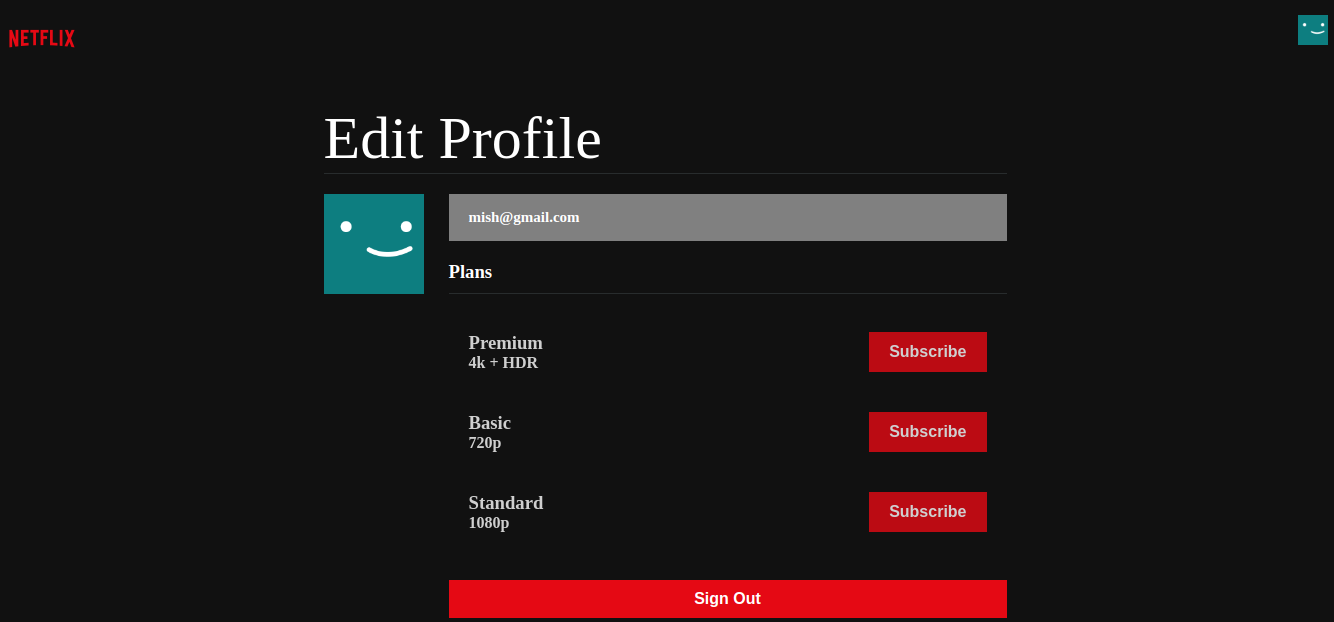 NETFLIX
Edit Profile
mish@gmail.com
Plans
Premium
4k + HDR
Subscribe
Basic
720p
Subscribe
Standard
1080p
Subscribe
Sign Out